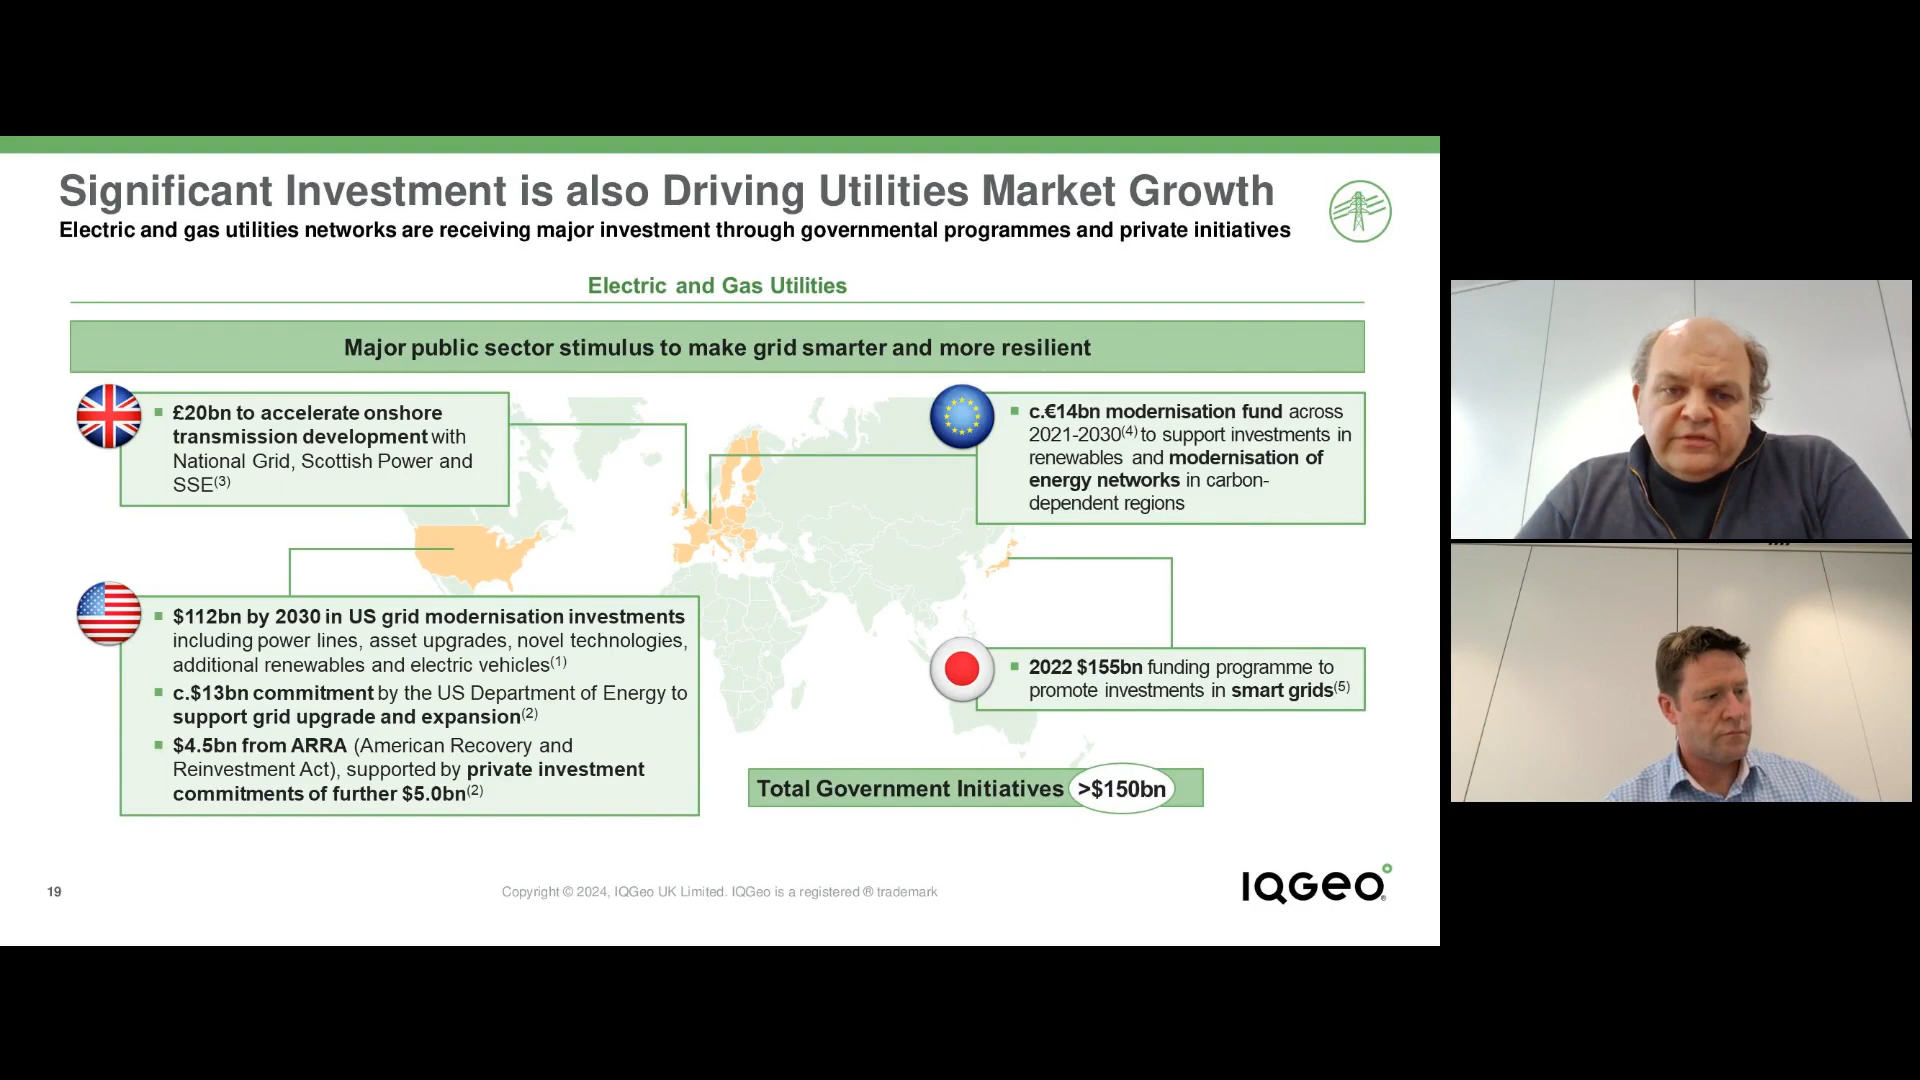 Significant Investment is also Driving Utilities Market Growth
Electric and gas utilities networks are receiving major investment through governmental programmes and private initiatives
Electric and Gas Utilities
Major public sector stimulus to make grid smarter and more resilient
▪ £20bn to accelerate onshore
transmission development with
National Grid, Scottish Power and
SSE(3)
▪ c.€14bn modernisation fund across
2021-2030(4) to support investments in
renewables and modernisation of
energy networks in carbon-
dependent regions
▪ $112bn by 2030 in US grid modernisation investments
including power lines, asset upgrades, novel technologies,
additional renewables and electric vehicles(1)
▪ c.$13bn commitment by the US Department of Energy to
support grid upgrade and expansion(2)
▪ $4.5bn from ARRA (American Recovery and
Reinvestment Act), supported by private investment
commitments of further $5.0bn(2)
▪ 2022 $155bn funding programme to
promote investments in smart grids(5)
Total Government Initiatives >$150bn
19
Copyright © 2024, IQGeo UK Limited. IQGeo is a registered ® trademark
IQGeo®